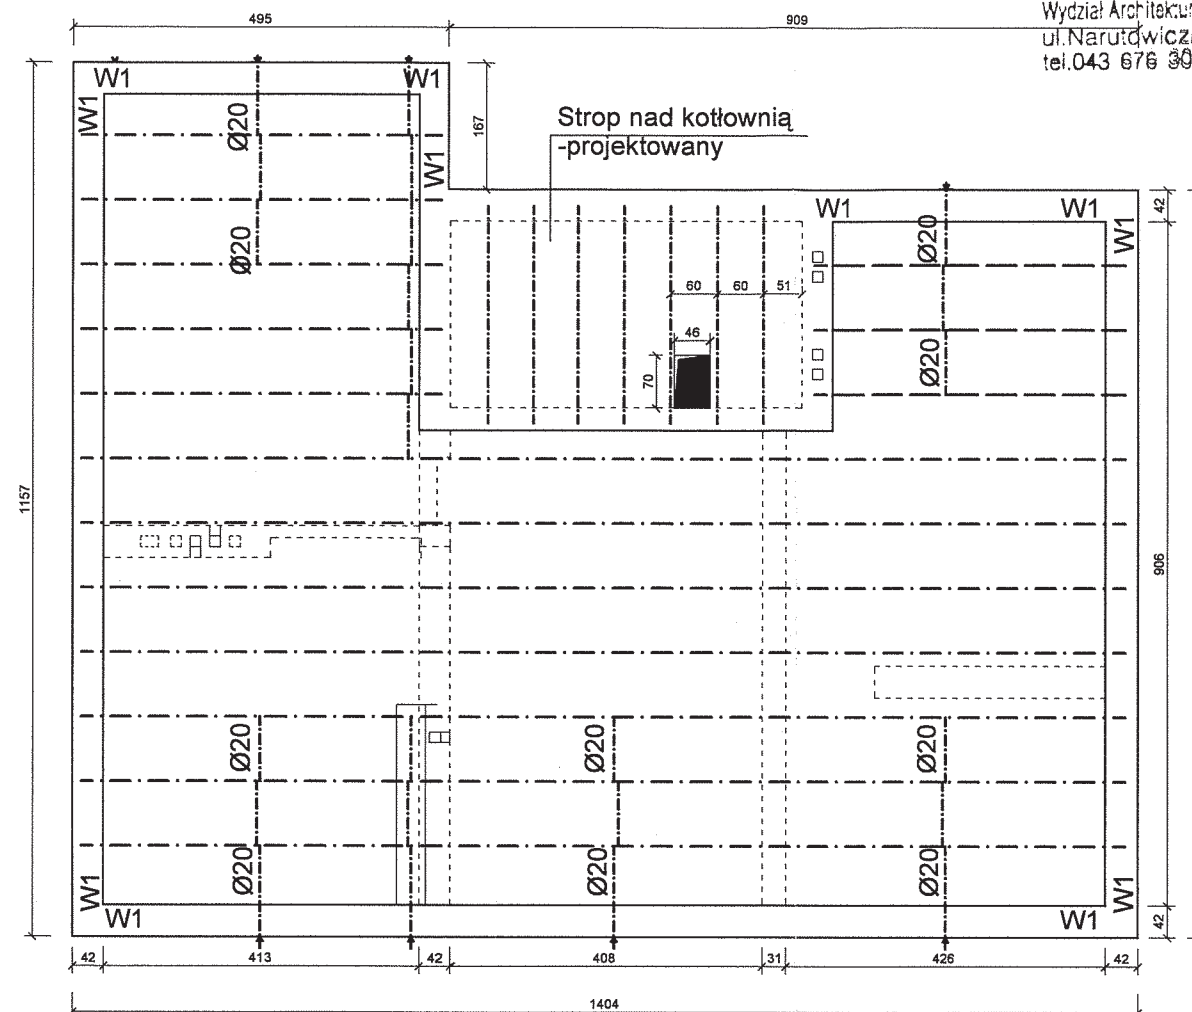 495
909
Wydział
ul.Narutowicza
tel.043 676 30
W1
W1
W1
W1
Ø20
Ø20
167
Strop nad kotłownią
-projektowany
W1
W1
W1
42
Ø20
Ø20
60
60
51
46
70
1157
906
Ø20
Ø20
Ø20
Ø20
Ø20
Ø20
W1
W1
W1
W1
42
42
413
42
408
31
426
42
1404